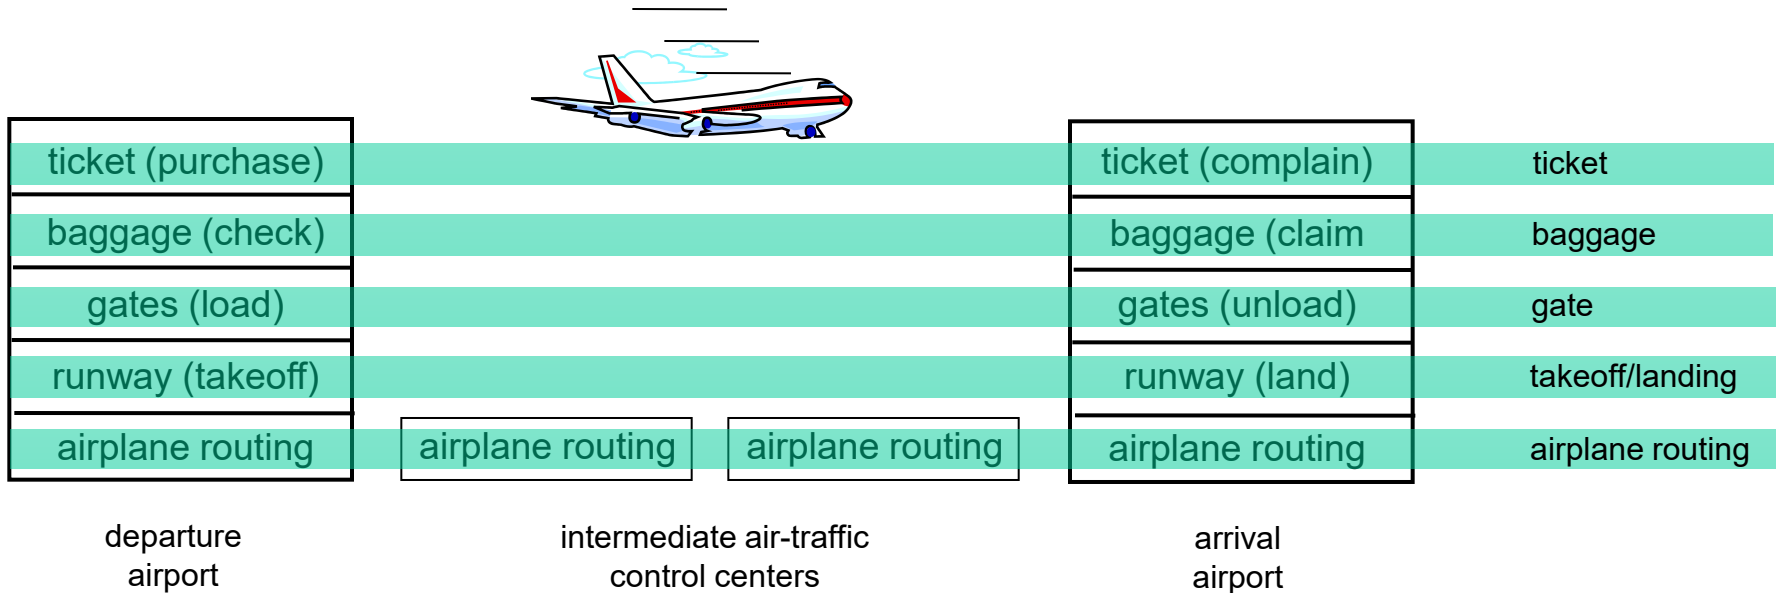 ticket (purchase)
ticket (complain)
ticket
baggage (check)
baggage (claim
baggage
gates (load)
gates (unload)
gate
runway (takeoff)
runway (land)
takeoff/landing
airplane routing
airplane routing
airplane routing
airplane routing
airplane routing
departure
airport
intermediate air-traffic
control centers
arrival
airport